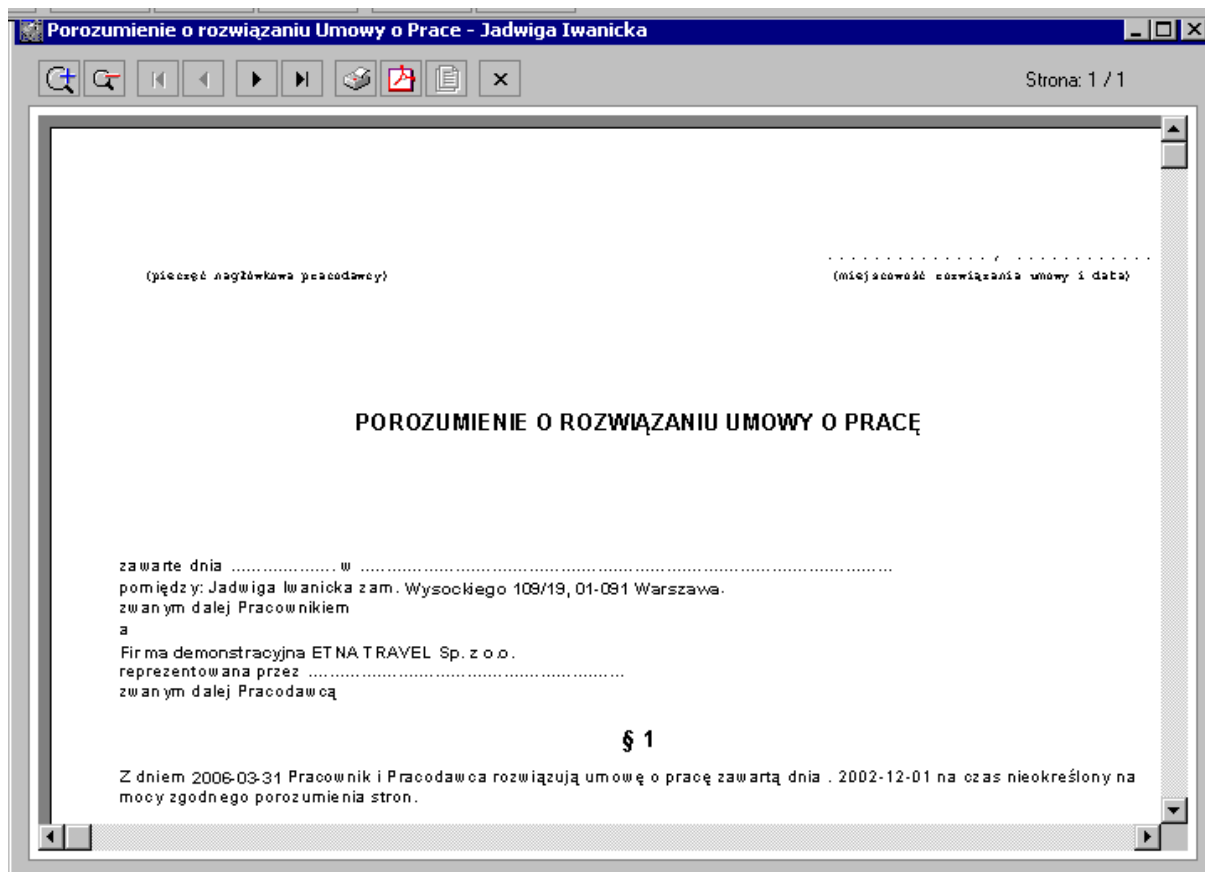 Porozumienie o rozwiązaniu Umowy o Prace - Jadwiga Iwanicka
Strona: 1 / 1
. . . . . . . . . . . . . . , . . . . . . . . . . . .
(pieczęć nagłówkowa pracodawcy) (miejscowość rozwiązania umowy i data)
POROZUMIENIE O ROZWIĄZANIU UMOWY O PRACĘ
zawarte dnia ................... w ................................................................................................
pomiędzy: Jadwiga Iwanicka zam. Wysockiego 109/19, 01-091 Warszawa.
zwanym dalej Pracownikiem
a
Firma demonstracyjna ETNA TRAVEL Sp. z o.o.
reprezentowana przez .........................................................
zwanym dalej Pracodawcą
§ 1
Z dniem 2006-03-31 Pracownik i Pracodawca rozwiązują umowę o pracę zawartą dnia . 2002-12-01 na czas nieokreślony na
mocy zgodnego porozumienia stron.